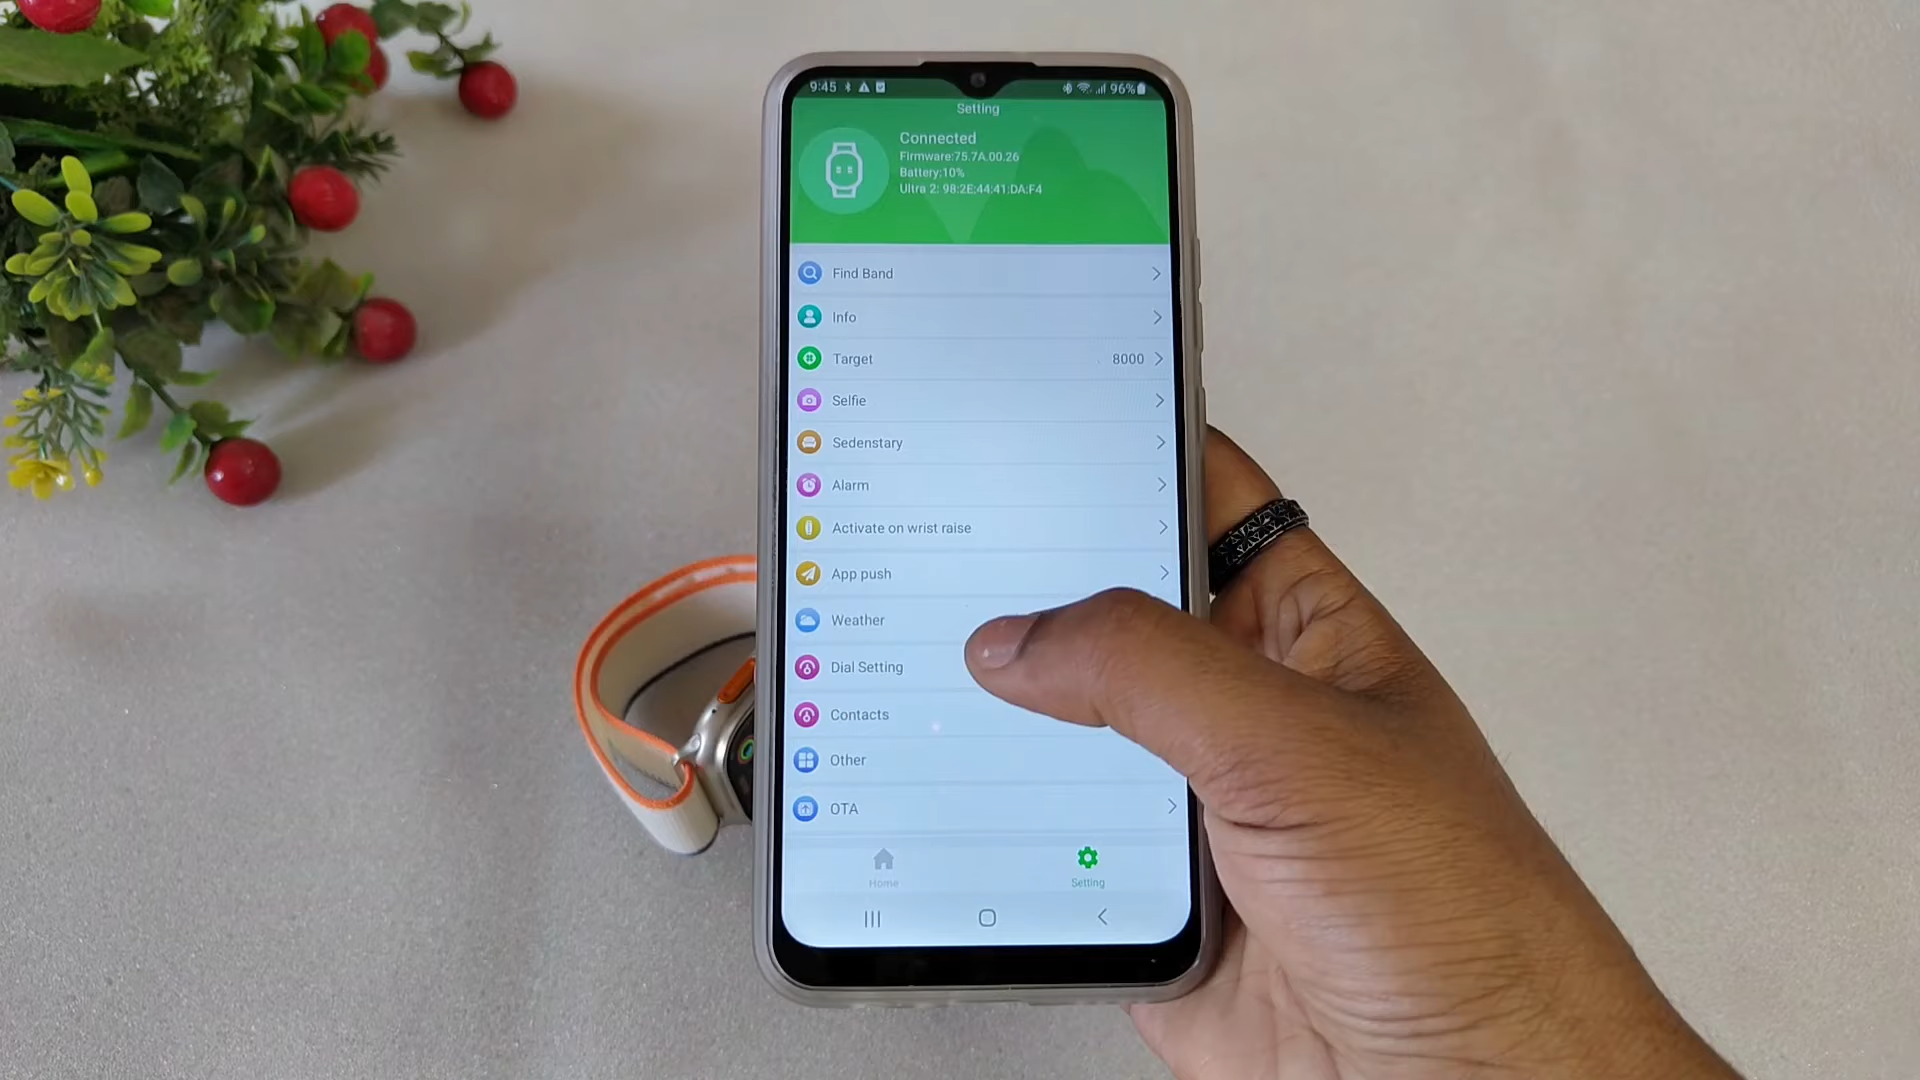 9:45
96%
Setting
Connected
Firmware:75.7A.00.26
Battery:10%
Ultra 2: 98:2E:44:41:DA:F4
Find Band
Info
Target 8000
Selfie
Sedenstary
Alarm
Activate on wrist raise
App push
Weather
Dial Setting
Contacts
Other
OTA
Home Setting